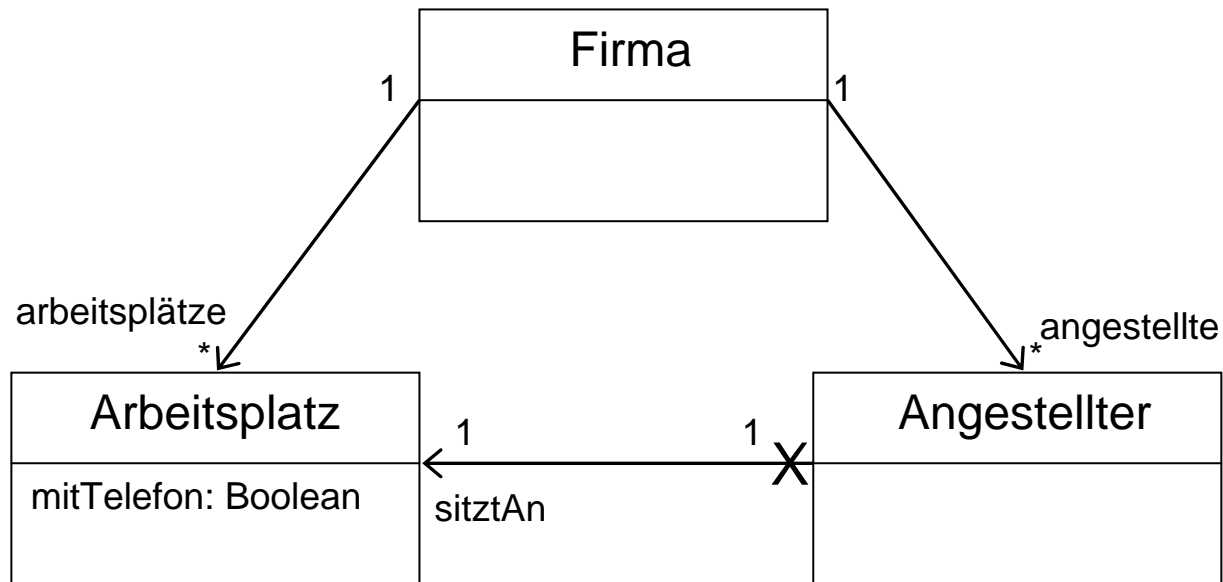 Firma
1
1
arbeitsplätze
*
angestellte
*
Arbeitsplatz
mitTelefon: Boolean
1
sitztAn
1
X
Angestellter